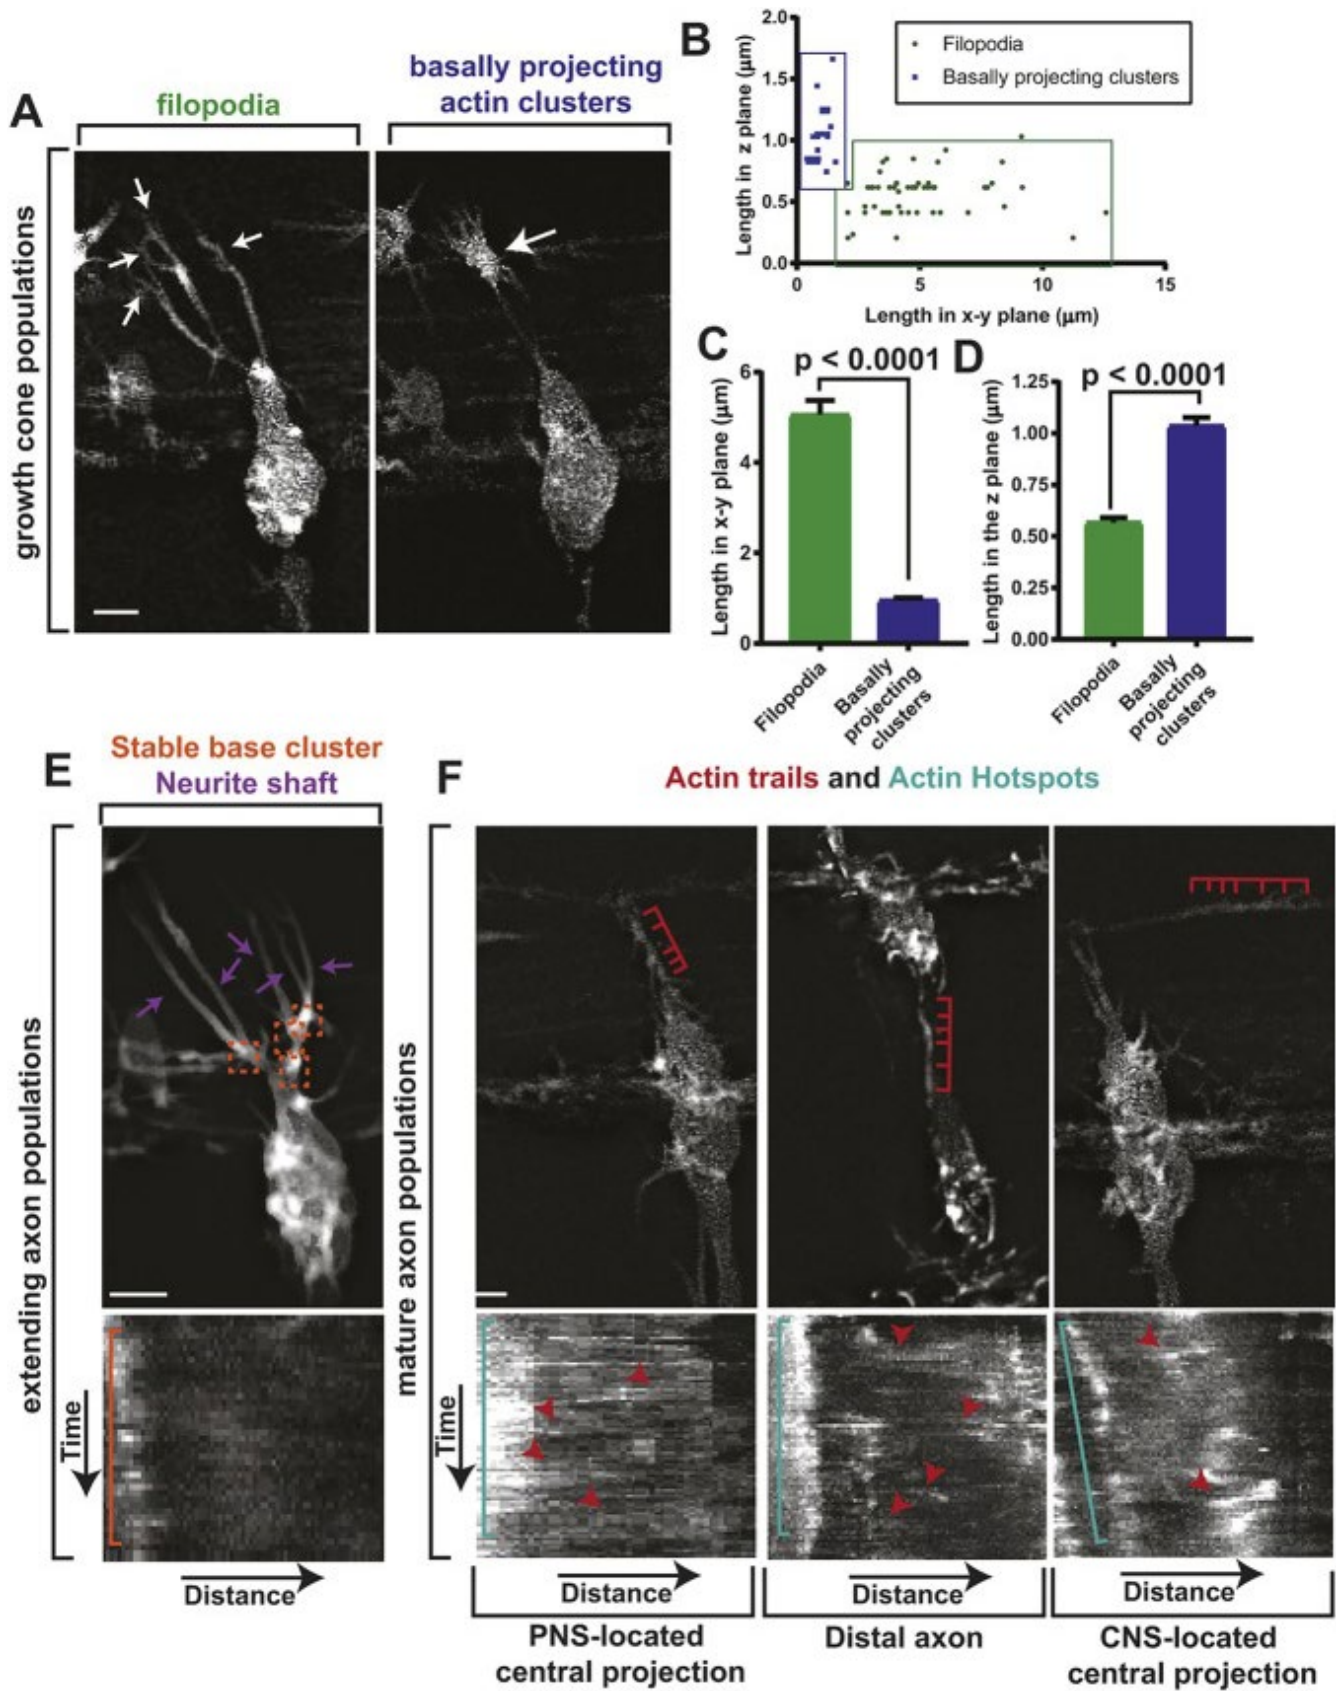 A
filopodia
basally projecting
actin clusters
growth cone populations
B
Length in z plane (µm)
2.0
1.5
1.0
0.5
0.0
0
5
10
15
Length in x-y plane (µm)
Filopodia
Basally projecting clusters
C
p < 0.0001
Length in x-y plane (µm)
6
4
2
0
Filopodia
Basally
projecting
clusters
D
p < 0.0001
Length in the z plane (µm)
1.25
1.00
0.75
0.50
0.25
0.00
Filopodia
Basally
projecting
clusters
E
Stable base cluster
Neurite shaft
extending axon populations
Time
Distance
F
Actin trails and Actin Hotspots
mature axon populations
Time
Distance
Distance
Distance
PNS-located
central projection
Distal axon
CNS-located
central projection